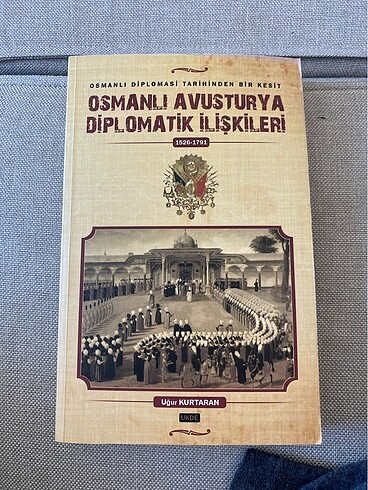 OSMANLI DİPLOMASİ TARİHİNDEN BİR KESİT
OSMANLI AVUSTURYA
DİPLOMATİK İLİŞKİLERİ
1526-1791
Uğur KURTARAN
UKDE